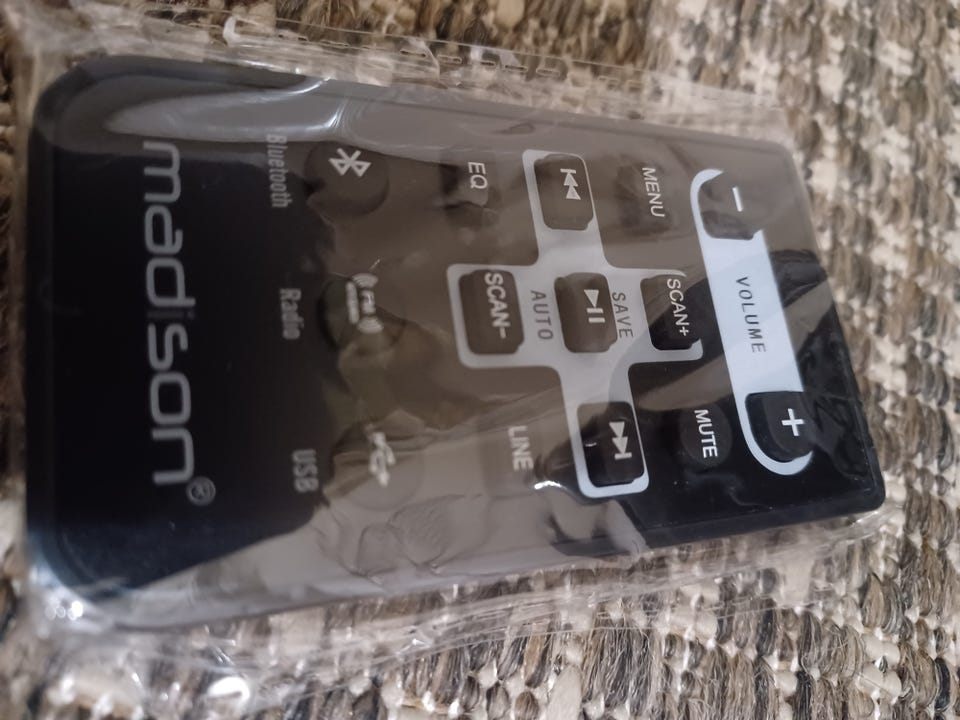 - VOLUME +
MENU
MUTE
SCAN+
SAVE
AUTO
SCAN-
EQ
LINE
Bluetooth
Radio
USB
madison®